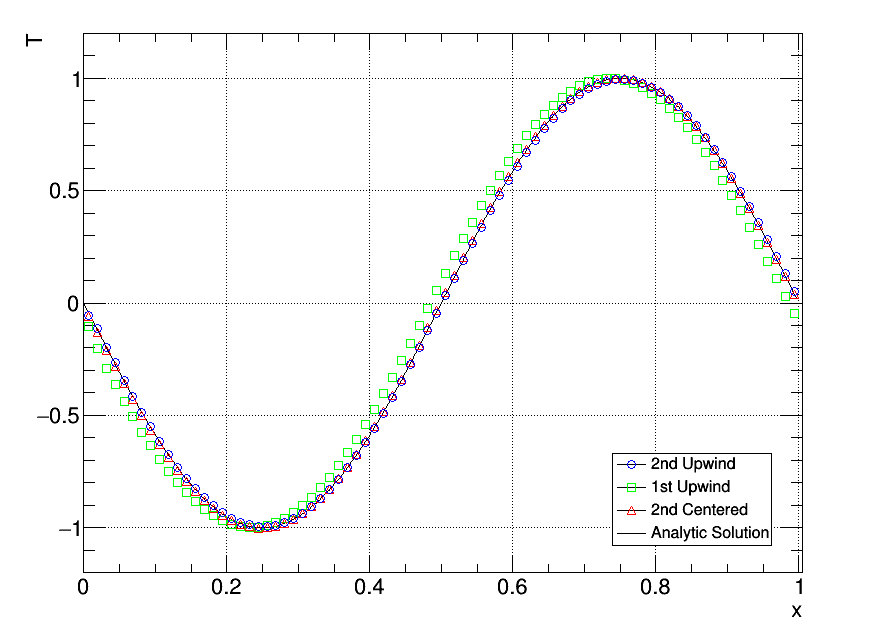 T
1
0.5
0
−0.5
−1
2nd Upwind
1st Upwind
2nd Centered
Analytic Solution
0 0.2 0.4 0.6 0.8 1
x